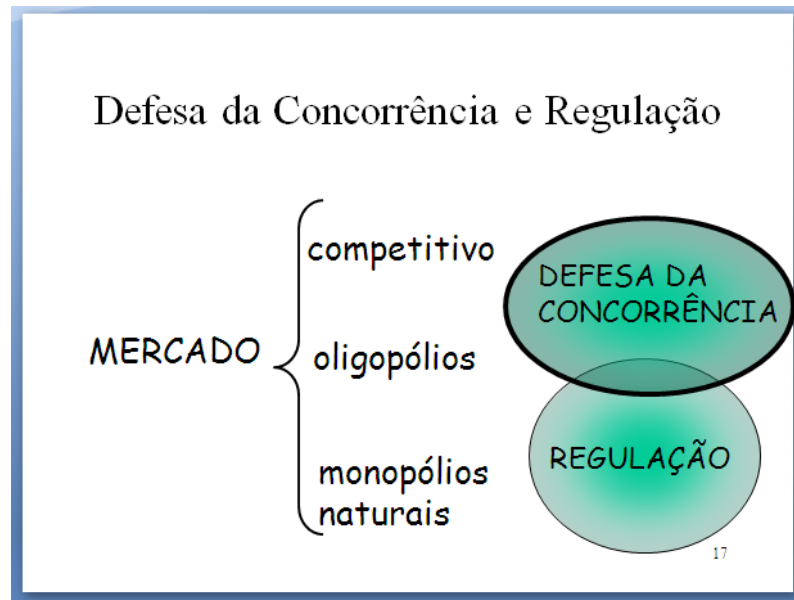 Defesa da Concorrência e Regulação
competitivo
DEFESA DA
CONCORRÊNCIA
MERCADO
oligopólios
REGULAÇÃO
monopólios
naturais
17